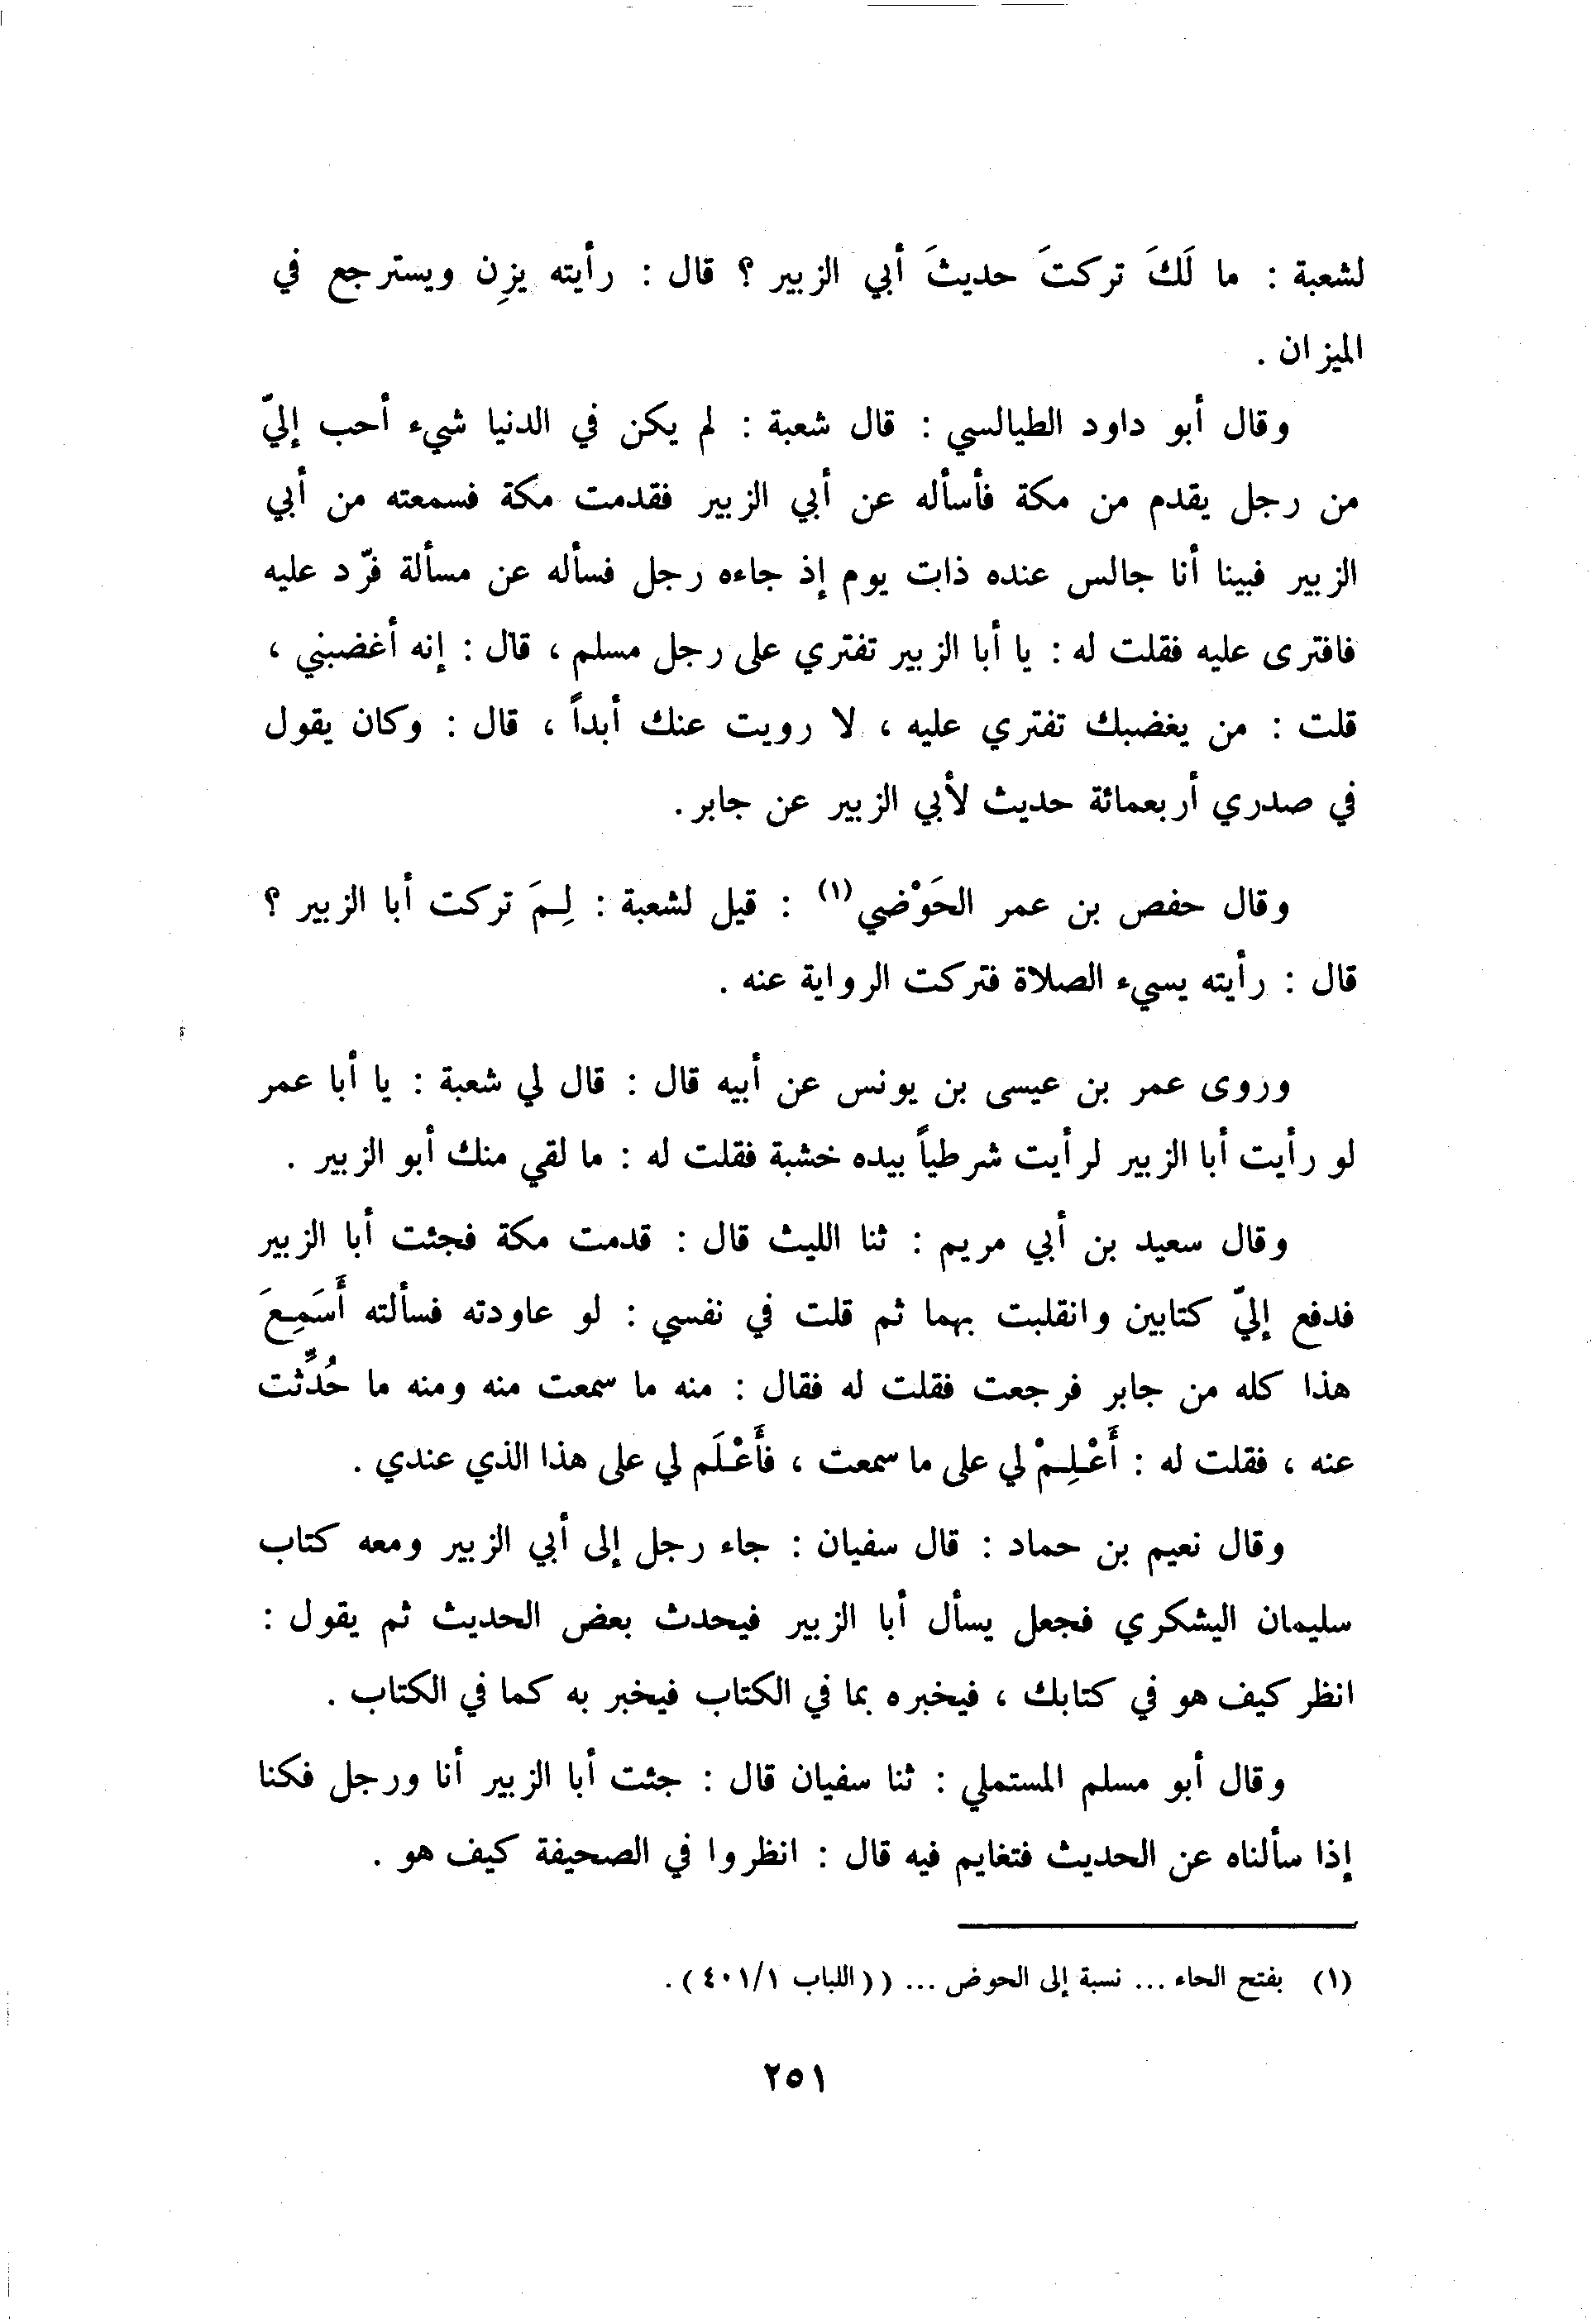 لشعبة : ما لَكَ تركتَ حديثَ أبي الزبير ؟ قال : رأيته يزِن ويسترجع في
الميزان .
وقال أبو داود الطيالسي : قال شعبة : لم يكن في الدنيا شيء أحب إليّ
من رجل يقدم من مكة فأسأله عن أبي الزبير فقدمت مكة فسمعته من أبي
الزبير فبينا أنا جالس عنده ذات يوم إذ جاءه رجل فسأله عن مسألة فرّد عليه
فافترى عليه فقلت له : يا أبا الزبير تفتري على رجل مسلم ، قال : إنه أغضبني ،
قلت : من يغضبك تفتري عليه ، لا رويت عنك أبداً ، قال : وكان يقول
في صدري أربعمائة حديث لأبي الزبير عن جابر .
وقال حفص بن عمر الحَوْضي (١) : قيل لشعبة : لِمَ تركت أبا الزبير ؟
قال : رأيته يسيء الصلاة فتركت الرواية عنه .
وروى عمر بن عيسى بن يونس عن أبيه قال : قال لي شعبة : يا أبا عمر
لو رأيت أبا الزبير لرأيت شرطياً بيده خشبة فقلت له : ما لقي منك أبو الزبير .
وقال سعيد بن أبي مريم : ثنا الليث قال : قدمت مكة فجئت أبا الزبير
فدفع إليّ كتابين وانقلبت بهما ثم قلت في نفسي : لو عاودته فسألته أَسَمِعَ
هذا كله من جابر فرجعت فقلت له فقال : منه ما سمعت منه ومنه ما حُدِّثت
عنه ، فقلت له : أَعْلِمْ لي على ما سمعت ، فأَعْلَم لي على هذا الذي عندي .
وقال نعيم بن حماد : قال سفيان : جاء رجل إلى أبي الزبير ومعه كتاب
سليمان اليشكري فجعل يسأل أبا الزبير فيحدث بعض الحديث ثم يقول :
انظر كيف هو في كتابك ، فيخبره بما في الكتاب فيخبر به كما في الكتاب .
وقال أبو مسلم المستملي : ثنا سفيان قال : جئت أبا الزبير أنا ورجل فكنا
إذا سألناه عن الحديث فتغايم فيه قال : انظروا في الصحيفة كيف هو .
(١) بفتح الحاء ... نسبة إلى الحوض ... ( (اللباب ٤٠١/١) .
٢٥١